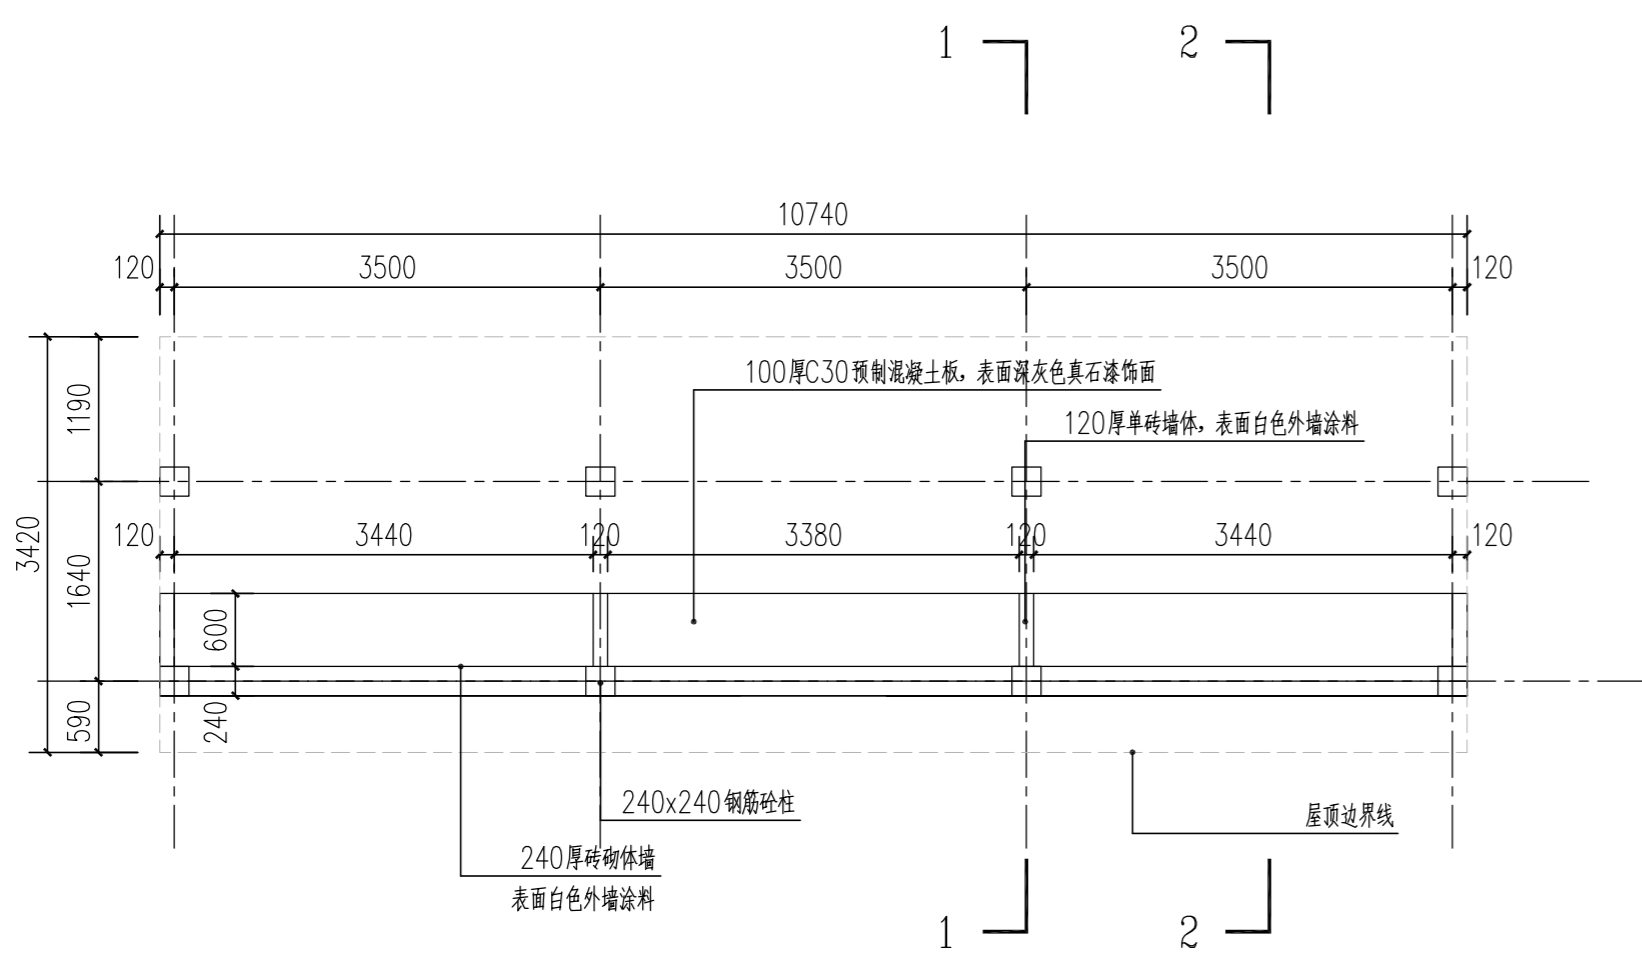 1 2
10740
120 3500 3500 3500 120
100厚C30预制混凝土板，表面深灰色真石漆饰面
1190
120厚单砖墙体，表面白色外墙涂料
120 3440 120 3380 120 3440 120
3420
1640
600
590
240
240x240钢筋砼柱
屋顶边界线
240厚砖砌体墙
表面白色外墙涂料
1 2